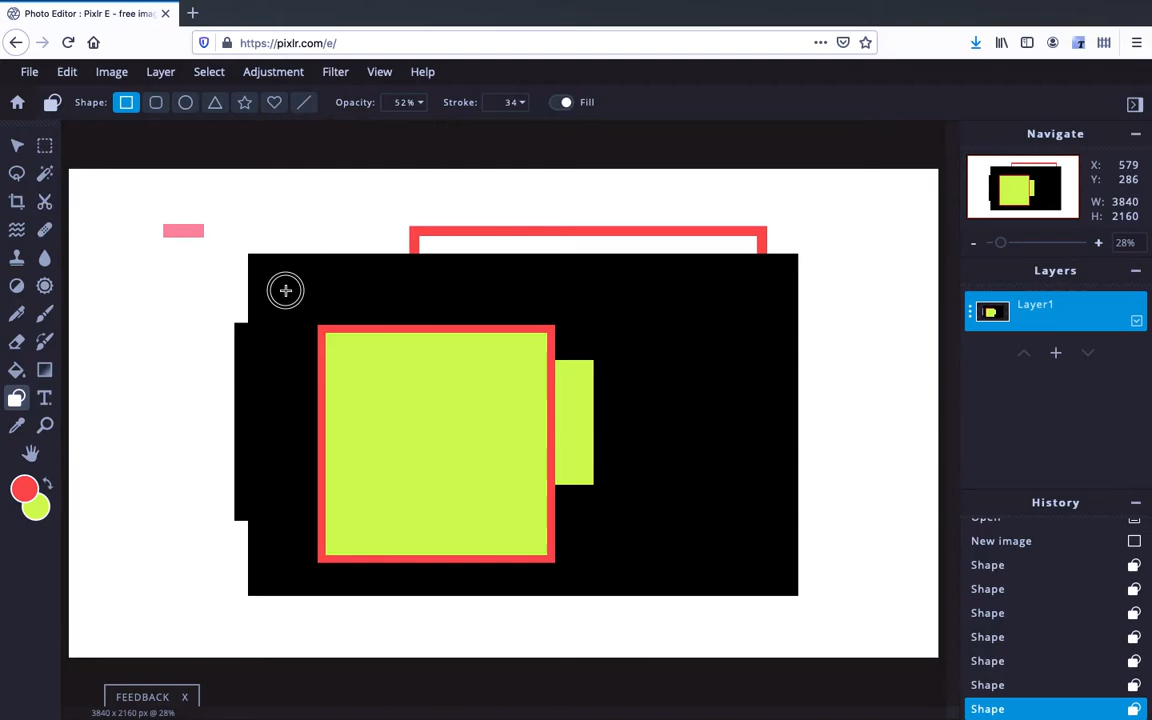 Photo Editor : Pixlr E - free imag
https://pixlr.com/e/
File Edit Image Layer Select Adjustment Filter View Help
Shape: Opacity: 52% Stroke: 34 Fill
Navigate
X: 579
Y: 286
W: 3840
H: 2160
28%
Layers
Layer1
History
Open
New image
Shape
Shape
Shape
Shape
Shape
Shape
Shape
FEEDBACK X
3840 x 2160 px @ 28%